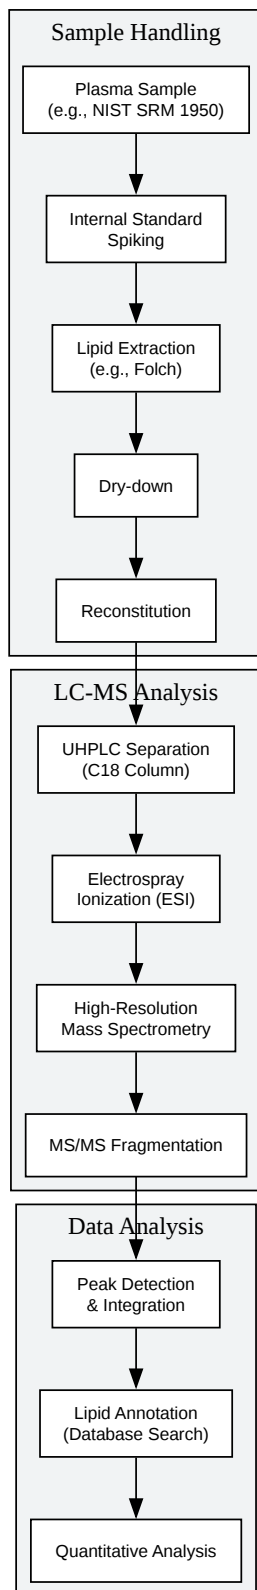 Sample Handling
Plasma Sample
(e.g., NIST SRM 1950)
Internal Standard
Spiking
Lipid Extraction
(e.g., Folch)
Dry-down
Reconstitution
LC-MS Analysis
UHPLC Separation
(C18 Column)
Electrospray
Ionization (ESI)
High-Resolution
Mass Spectrometry
MS/MS Fragmentation
Data Analysis
Peak Detection
& Integration
Lipid Annotation
(Database Search)
Quantitative Analysis